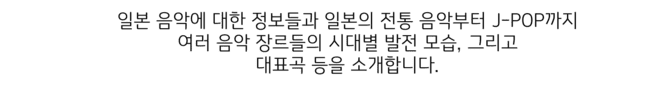 일본 음악에 대한 정보들과 일본의 전통 음악부터 J-POP까지
여러 음악 장르들의 시대별 발전 모습, 그리고
대표곡 등을 소개합니다.